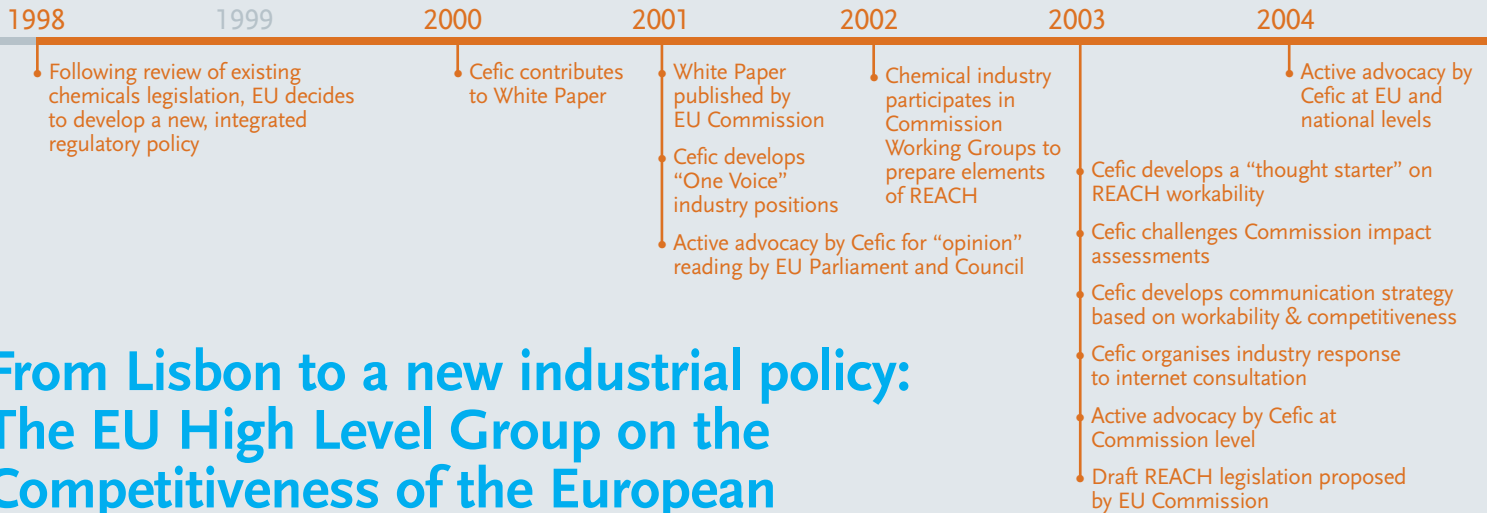 1998 1999 2000 2001 2002 2003 2004
Following review of existing
chemicals legislation, EU decides
to develop a new, integrated
regulatory policy
Cefic contributes
to White Paper
White Paper
published by
EU Commission
Cefic develops
“One Voice”
industry positions
Active advocacy by Cefic for “opinion”
reading by EU Parliament and Council
Chemical industry
participates in
Commission
Working Groups to
prepare elements
of REACH
Cefic develops a “thought starter” on
REACH workability
Cefic challenges Commission impact
assessments
Cefic develops communication strategy
based on workability & competitiveness
Cefic organises industry response
to internet consultation
Active advocacy by Cefic at
Commission level
Draft REACH legislation proposed
by EU Commission
Active advocacy by
Cefic at EU and
national levels
From Lisbon to a new industrial policy:
The EU High Level Group on the
Competitiveness of the European